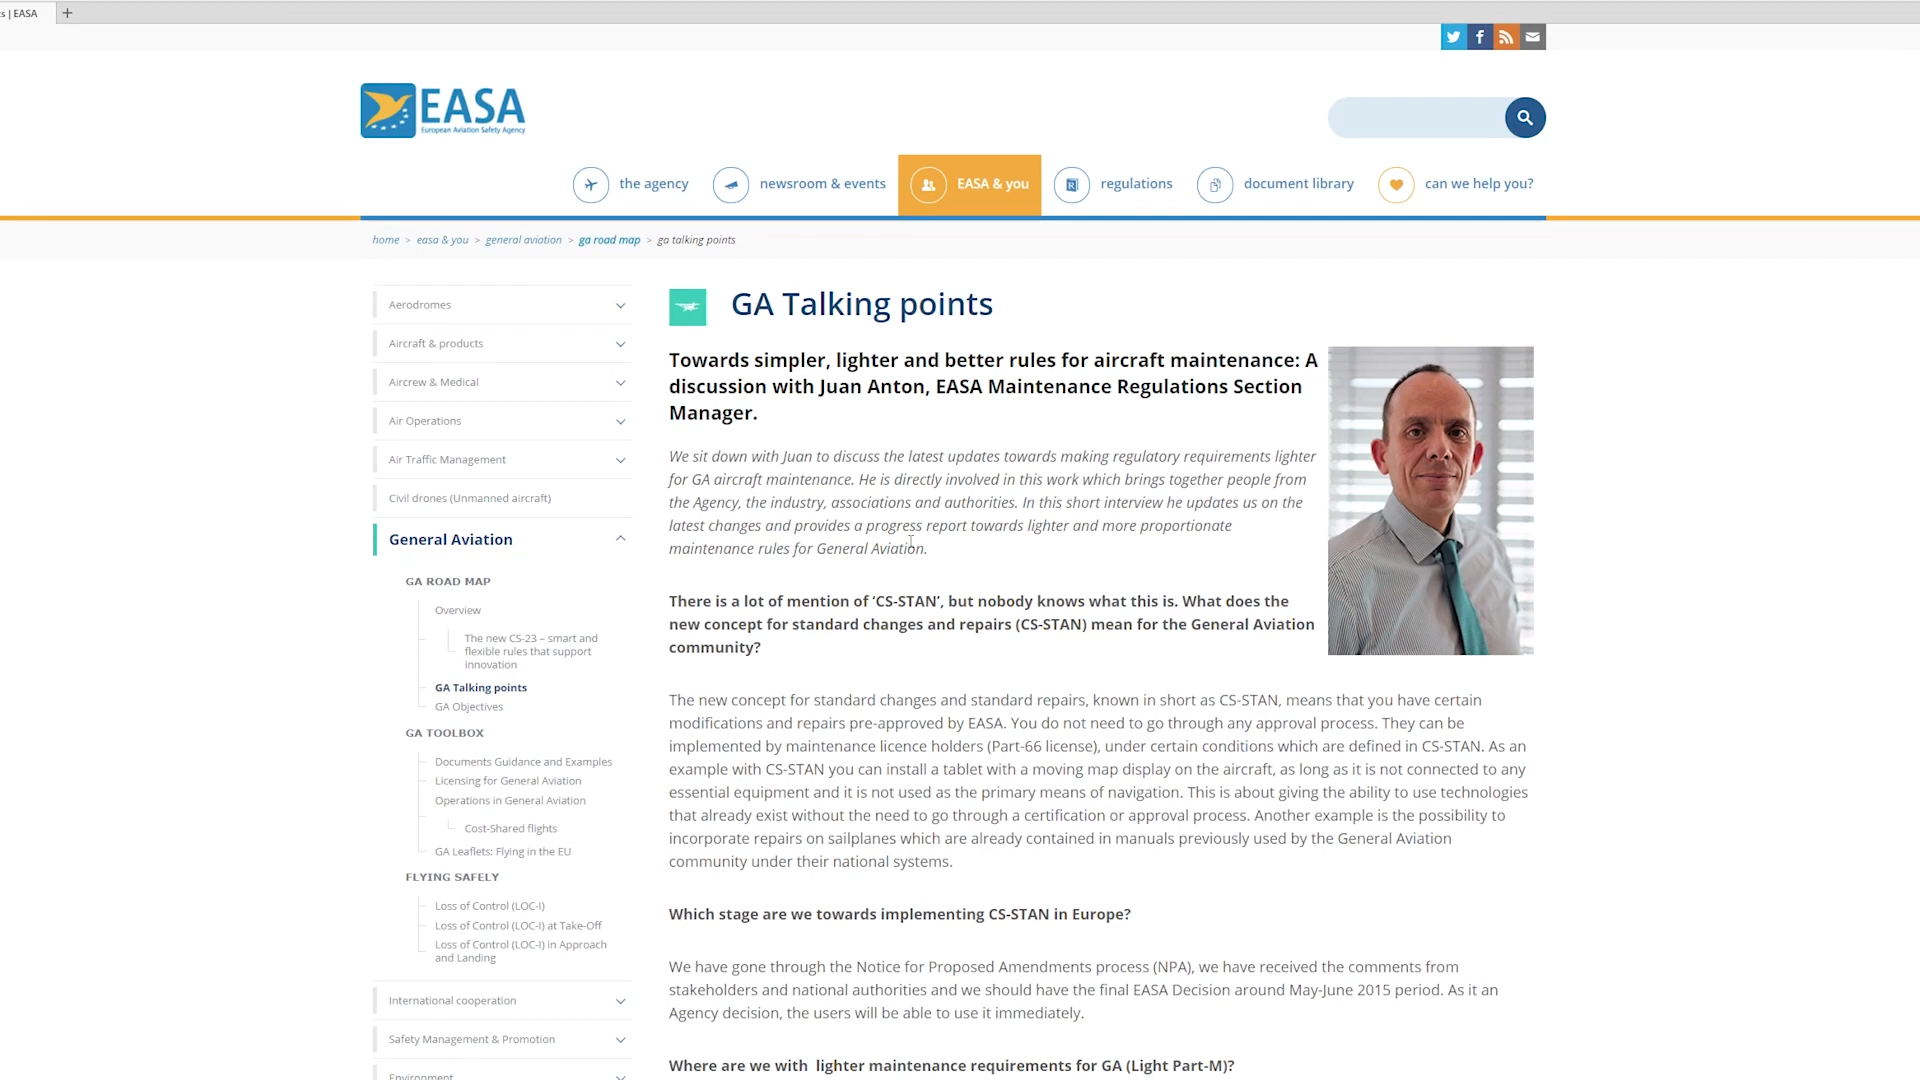 s | EASA
EASA
European Aviation Safety Agency
the agency
newsroom & events
EASA & you
regulations
document library
can we help you?
home > easa & you > general aviation > ga road map > ga talking points
Aerodromes
Aircraft & products
Aircrew & Medical
Air Operations
Air Traffic Management
Civil drones (Unmanned aircraft)
General Aviation
GA ROAD MAP
Overview
The new CS-23 – smart and
flexible rules that support
innovation
GA Talking points
GA Objectives
GA TOOLBOX
Documents Guidance and Examples
Licensing for General Aviation
Operations in General Aviation
Cost-Shared flights
GA Leaflets: Flying in the EU
FLYING SAFELY
Loss of Control (LOC-I)
Loss of Control (LOC-I) at Take-Off
Loss of Control (LOC-I) in Approach
and Landing
International cooperation
Safety Management & Promotion
Environment
GA Talking points
Towards simpler, lighter and better rules for aircraft maintenance: A
discussion with Juan Anton, EASA Maintenance Regulations Section
Manager.
We sit down with Juan to discuss the latest updates towards making regulatory requirements lighter
for GA aircraft maintenance. He is directly involved in this work which brings together people from
the Agency, the industry, associations and authorities. In this short interview he updates us on the
latest changes and provides a progress report towards lighter and more proportionate
maintenance rules for General Aviation.
There is a lot of mention of ‘CS-STAN’, but nobody knows what this is. What does the
new concept for standard changes and repairs (CS-STAN) mean for the General Aviation
community?
The new concept for standard changes and standard repairs, known in short as CS-STAN, means that you have certain
modifications and repairs pre-approved by EASA. You do not need to go through any approval process. They can be
implemented by maintenance licence holders (Part-66 license), under certain conditions which are defined in CS-STAN. As an
example with CS-STAN you can install a tablet with a moving map display on the aircraft, as long as it is not connected to any
essential equipment and it is not used as the primary means of navigation. This is about giving the ability to use technologies
that already exist without the need to go through a certification or approval process. Another example is the possibility to
incorporate repairs on sailplanes which are already contained in manuals previously used by the General Aviation
community under their national systems.
Which stage are we towards implementing CS-STAN in Europe?
We have gone through the Notice for Proposed Amendments process (NPA), we have received the comments from
stakeholders and national authorities and we should have the final EASA Decision around May-June 2015 period. As it an
Agency decision, the users will be able to use it immediately.
Where are we with lighter maintenance requirements for GA (Light Part-M)?